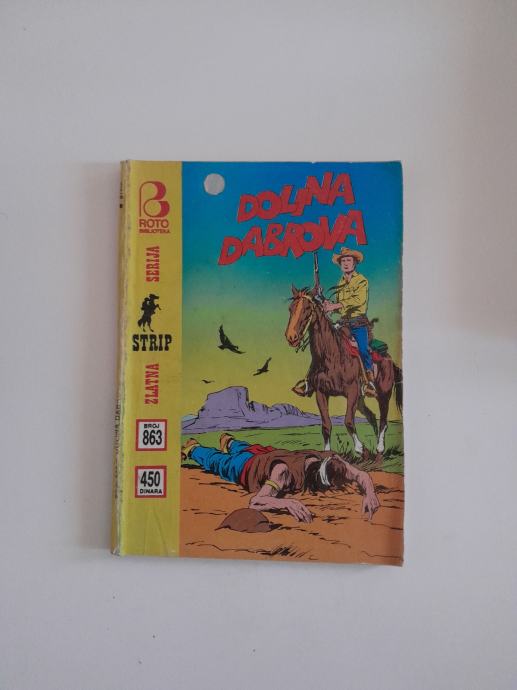 DOLINA
DABROVA
ROTO
BIBLIOTEKA
ZLATNA STRIP SERIJA
BROJ
863
450
DINARA